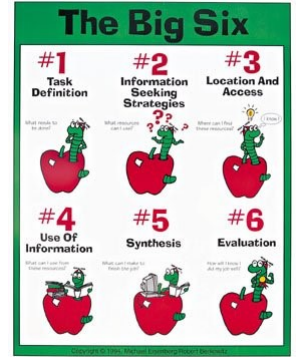 The Big Six
#1
Task
Definition
What needs to
be done?
#2
Information
Seeking
Strategies
What resources
can I use?
???
#3
Location And
Access
Where can I find
these resources?
I know!
#4
Use Of
Information
What can I use from
these resources?
#5
Synthesis
What can I make to
finish the job?
#6
Evaluation
How will I know I
did my job well?
Copyright © 1994, Michael Eisenberg/Robert Berkowitz